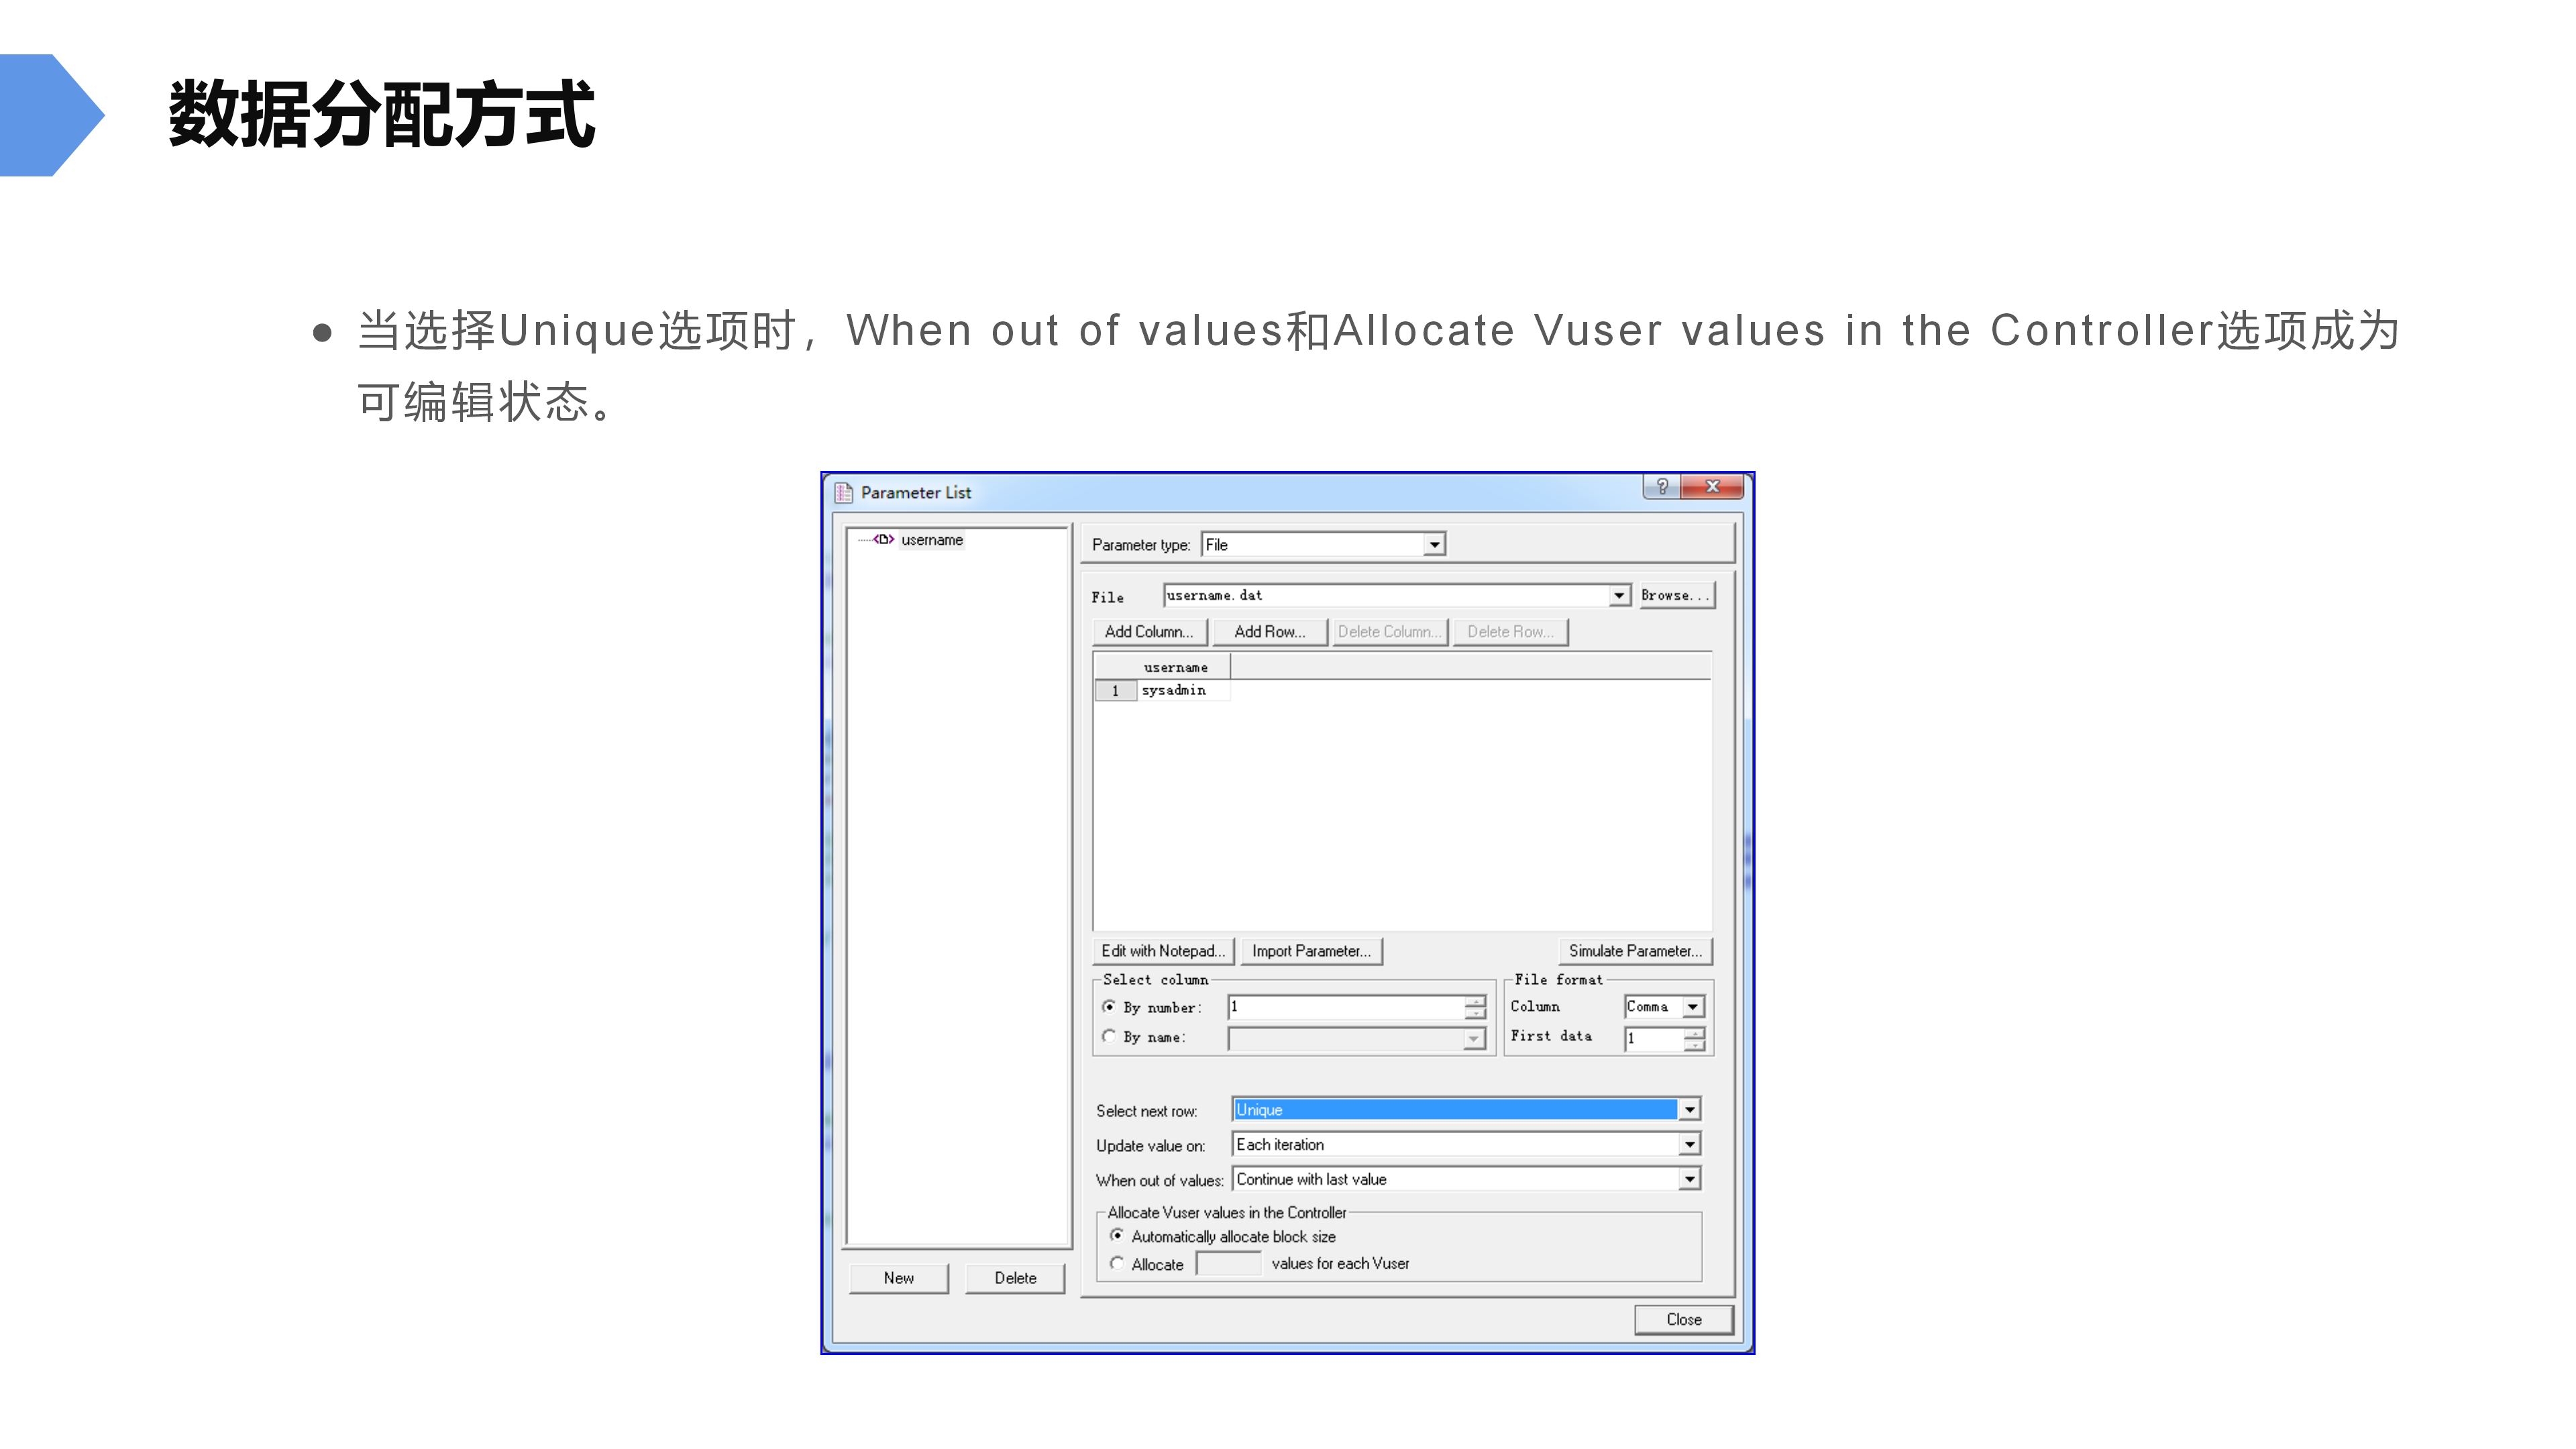 数据分配方式
当选择Unique选项时，When out of values和Allocate Vuser values in the Controller选项成为
可编辑状态。
Parameter List
username
Parameter type: File
File username.dat Browse...
Add Column... Add Row... Delete Column... Delete Row...
username
1 sysadmin
Edit with Notepad... Import Parameter... Simulate Parameter...
Select column File format
By number: 1 Column Comma
By name: First data 1
Select next row: Unique
Update value on: Each iteration
When out of values: Continue with last value
Allocate Vuser values in the Controller
Automatically allocate block size
Allocate values for each Vuser
New Delete
Close